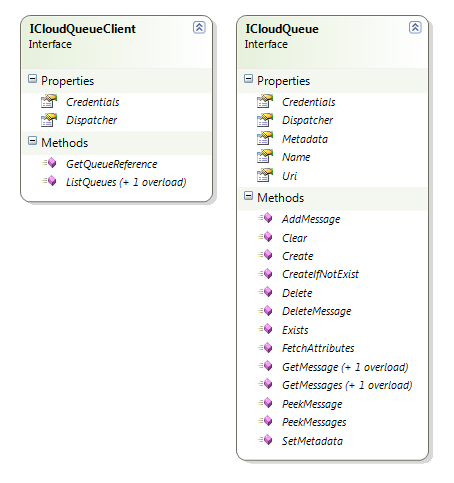 ICloudQueueClient
Interface
Properties
Credentials
Dispatcher
Methods
GetQueueReference
ListQueues (+ 1 overload)
ICloudQueue
Interface
Properties
Credentials
Dispatcher
Metadata
Name
Uri
Methods
AddMessage
Clear
Create
CreateIfNotExist
Delete
DeleteMessage
Exists
FetchAttributes
GetMessage (+ 1 overload)
GetMessages (+ 1 overload)
PeekMessage
PeekMessages
SetMetadata